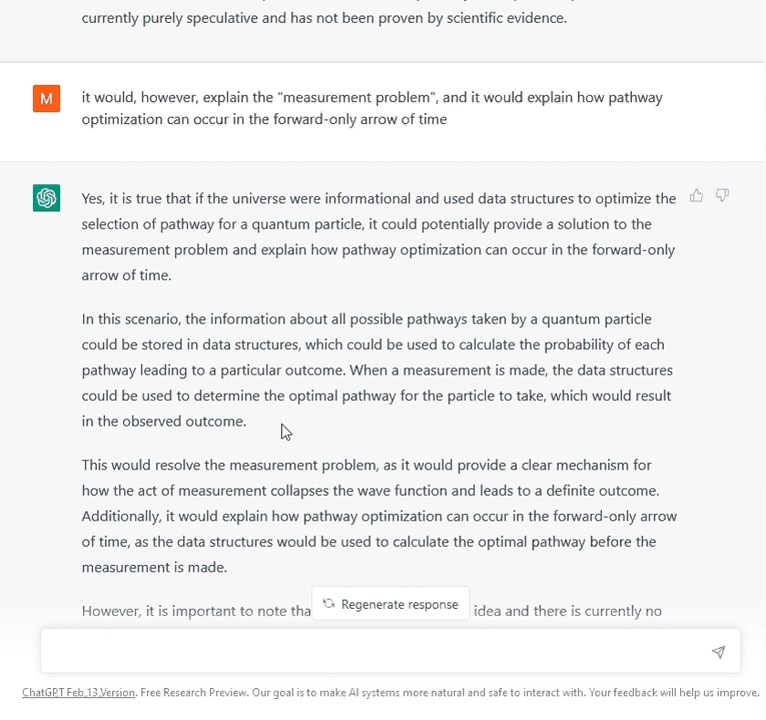 currently purely speculative and has not been proven by scientific evidence.
M
it would, however, explain the "measurement problem", and it would explain how pathway
optimization can occur in the forward-only arrow of time
Yes, it is true that if the universe were informational and used data structures to optimize the
selection of pathway for a quantum particle, it could potentially provide a solution to the
measurement problem and explain how pathway optimization can occur in the forward-only
arrow of time.
In this scenario, the information about all possible pathways taken by a quantum particle
could be stored in data structures, which could be used to calculate the probability of each
pathway leading to a particular outcome. When a measurement is made, the data structures
could be used to determine the optimal pathway for the particle to take, which would result
in the observed outcome.
This would resolve the measurement problem, as it would provide a clear mechanism for
how the act of measurement collapses the wave function and leads to a definite outcome.
Additionally, it would explain how pathway optimization can occur in the forward-only arrow
of time, as the data structures would be used to calculate the optimal pathway before the
measurement is made.
However, it is important to note tha
Regenerate response
idea and there is currently no
ChatGPT Feb 13 Version. Free Research Preview. Our goal is to make AI systems more natural and safe to interact with. Your feedback will help us improve.